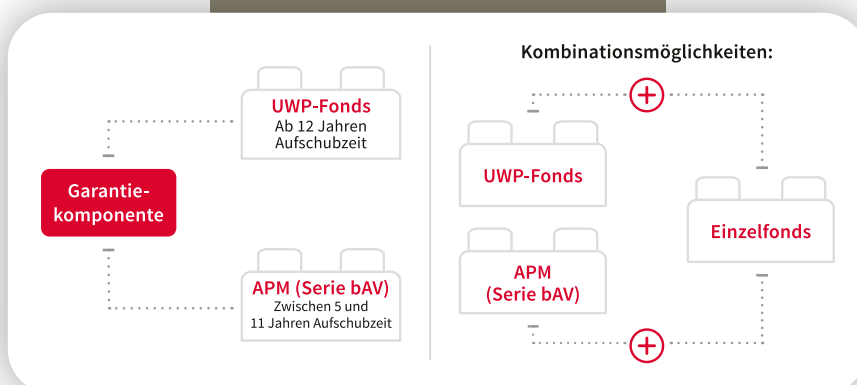 UWP-Fonds
Ab 12 Jahren
Aufschubzeit
Garantie-
komponente
APM (Serie bAV)
Zwischen 5 und
11 Jahren Aufschubzeit
Kombinationsmöglichkeiten:
UWP-Fonds
APM
(Serie bAV)
Einzelfonds